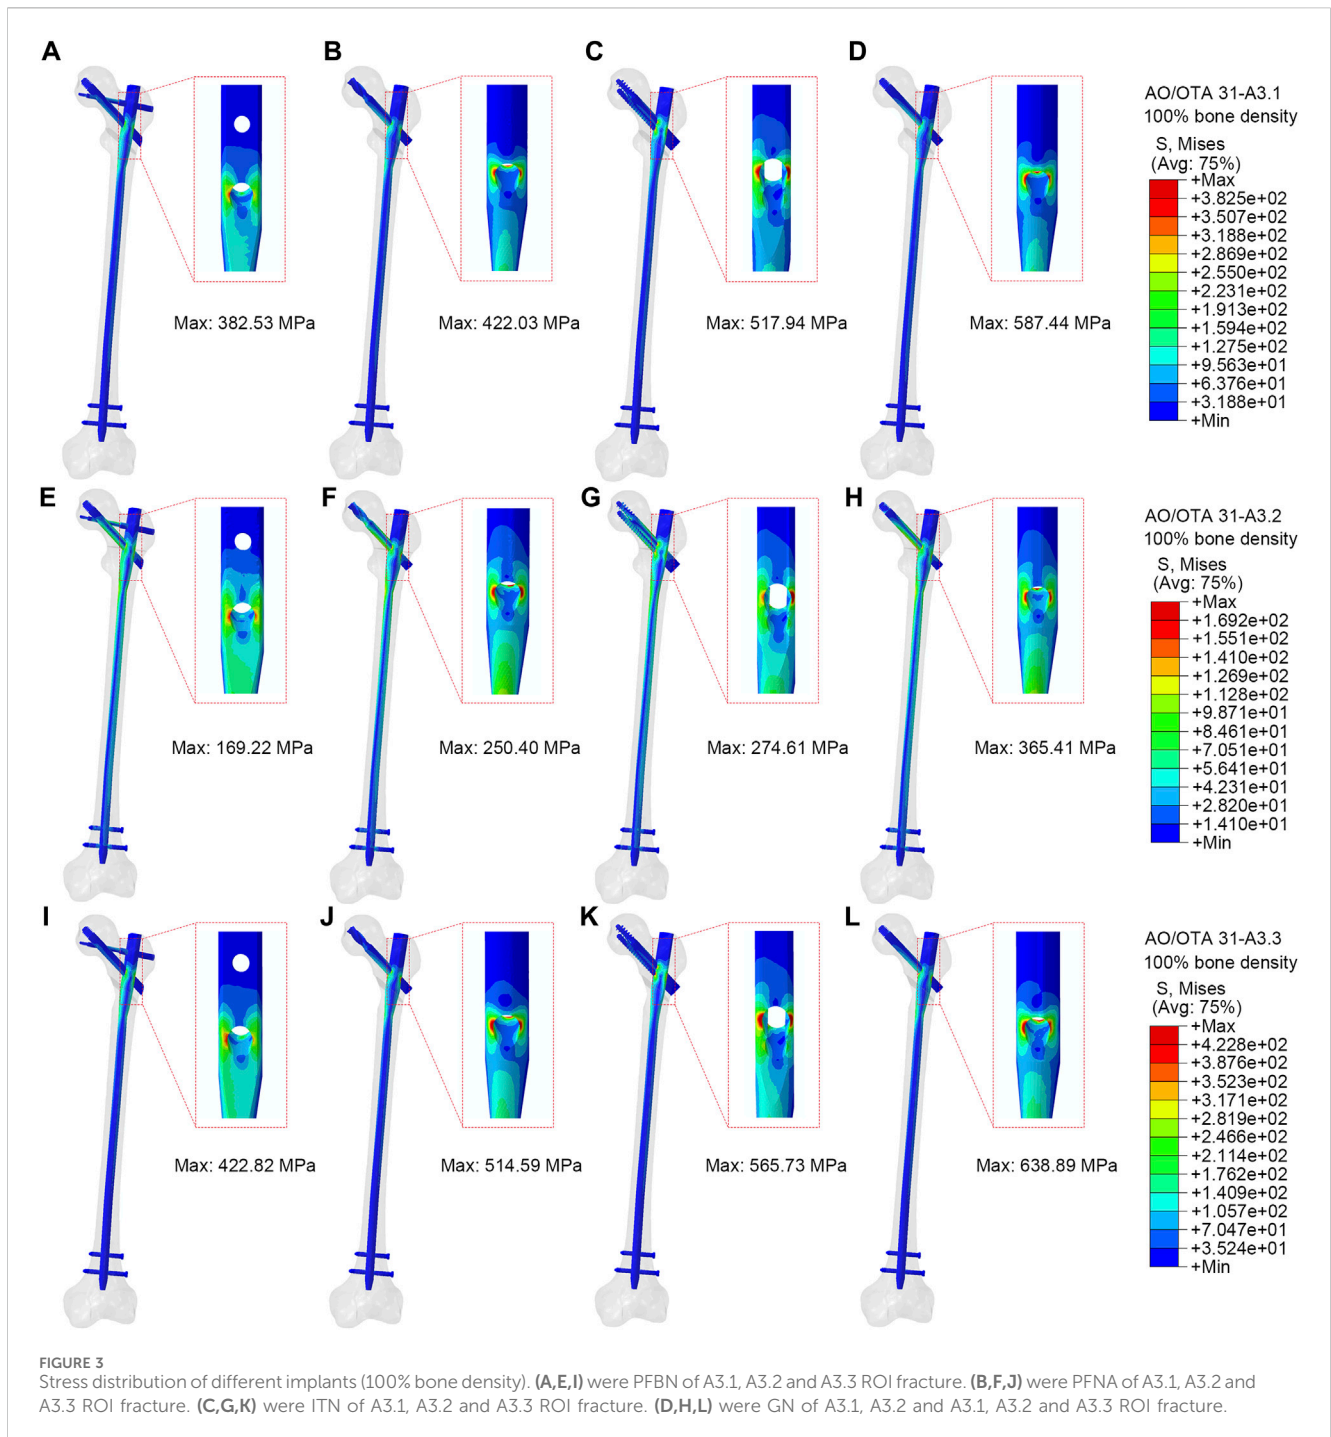 A
B
C
D
AO/OTA 31-A3.1
100% bone density
S, Mises
(Avg: 75%)
+Max
+3.825e+02
+3.507e+02
+3.188e+02
+2.869e+02
+2.550e+02
+2.231e+02
+1.913e+02
+1.594e+02
+1.275e+02
+9.563e+01
+6.376e+01
+3.188e+01
+Min
Max: 382.53 MPa
Max: 422.03 MPa
Max: 517.94 MPa
Max: 587.44 MPa
E
F
G
H
AO/OTA 31-A3.2
100% bone density
S, Mises
(Avg: 75%)
+Max
+1.692e+02
+1.551e+02
+1.410e+02
+1.269e+02
+1.128e+02
+9.871e+01
+8.461e+01
+7.051e+01
+5.641e+01
+4.231e+01
+2.820e+01
+1.410e+01
+Min
Max: 169.22 MPa
Max: 250.40 MPa
Max: 274.61 MPa
Max: 365.41 MPa
I
J
K
L
AO/OTA 31-A3.3
100% bone density
S, Mises
(Avg: 75%)
+Max
+4.228e+02
+3.876e+02
+3.523e+02
+3.171e+02
+2.819e+02
+2.466e+02
+2.114e+02
+1.762e+02
+1.409e+02
+1.057e+02
+7.047e+01
+3.524e+01
+Min
Max: 422.82 MPa
Max: 514.59 MPa
Max: 565.73 MPa
Max: 638.89 MPa
FIGURE 3
Stress distribution of different implants (100% bone density). (A,E,I) were PFBN of A3.1, A3.2 and A3.3 ROI fracture. (B,F,J) were PFNA of A3.1, A3.2 and
A3.3 ROI fracture. (C,G,K) were ITN of A3.1, A3.2 and A3.3 ROI fracture. (D,H,L) were GN of A3.1, A3.2 and A3.1, A3.2 and A3.3 ROI fracture.